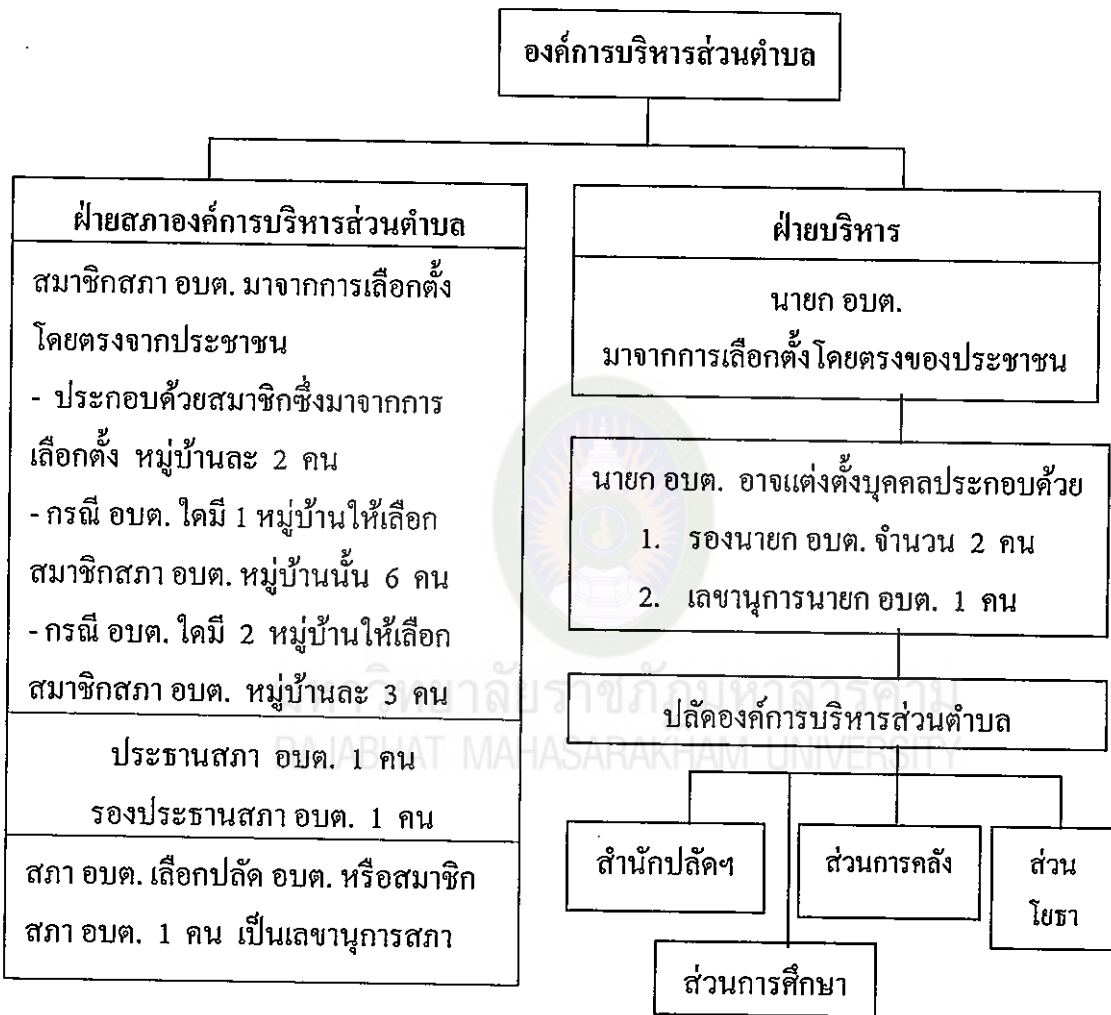 องค์การบริหารส่วนตำบล
ฝ่ายสภาองค์การบริหารส่วนตำบล
สมาชิกสภา อบต. มาจากการเลือกตั้ง
โดยตรงจากประชาชน
- ประกอบด้วยสมาชิกซึ่งมาจากการ
เลือกตั้ง หมู่บ้านละ 2 คน
- กรณี อบต. ใดมี 1 หมู่บ้านให้เลือก
สมาชิกสภา อบต. หมู่บ้านนั้น 6 คน
- กรณี อบต. ใดมี 2 หมู่บ้านให้เลือก
สมาชิกสภา อบต. หมู่บ้านละ 3 คน
ประธานสภา อบต. 1 คน
รองประธานสภา อบต. 1 คน
สภา อบต. เลือกปลัด อบต. หรือสมาชิก
สภา อบต. 1 คน เป็นเลขานุการสภา
ฝ่ายบริหาร
นายก อบต.
มาจากการเลือกตั้งโดยตรงของประชาชน
นายก อบต. อาจแต่งตั้งบุคคลประกอบด้วย
1. รองนายก อบต. จำนวน 2 คน
2. เลขานุการนายก อบต. 1 คน
ปลัดองค์การบริหารส่วนตำบล
สำนักปลัดฯ
ส่วนการคลัง
ส่วน
โยธา
ส่วนการศึกษา
มหาวิทยาลัยราชภัฏมหาสารคาม
RAJABHAT MAHASARAKHAM UNIVERSITY